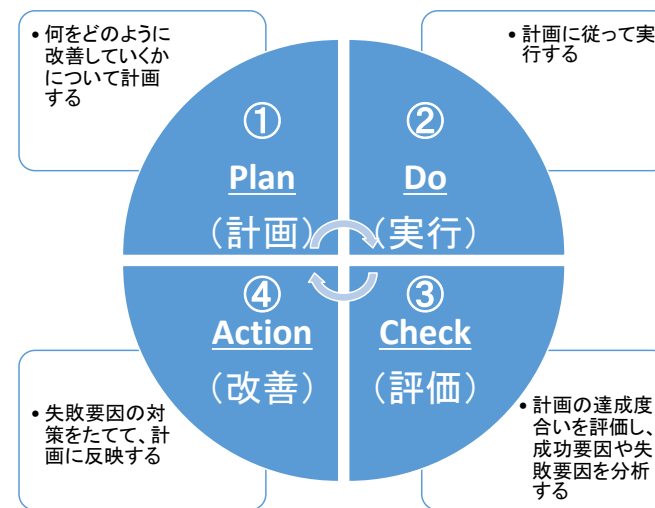 • 何をどのように
改善していくか
について計画
する
• 計画に従って実
行する
①
Plan
（計画）
②
Do
（実行）
④
Action
（改善）
③
Check
（評価）
• 失敗要因の対
策をたてて、計
画に反映する
• 計画の達成度
合いを評価し、
成功要因や失
敗要因を分析
する